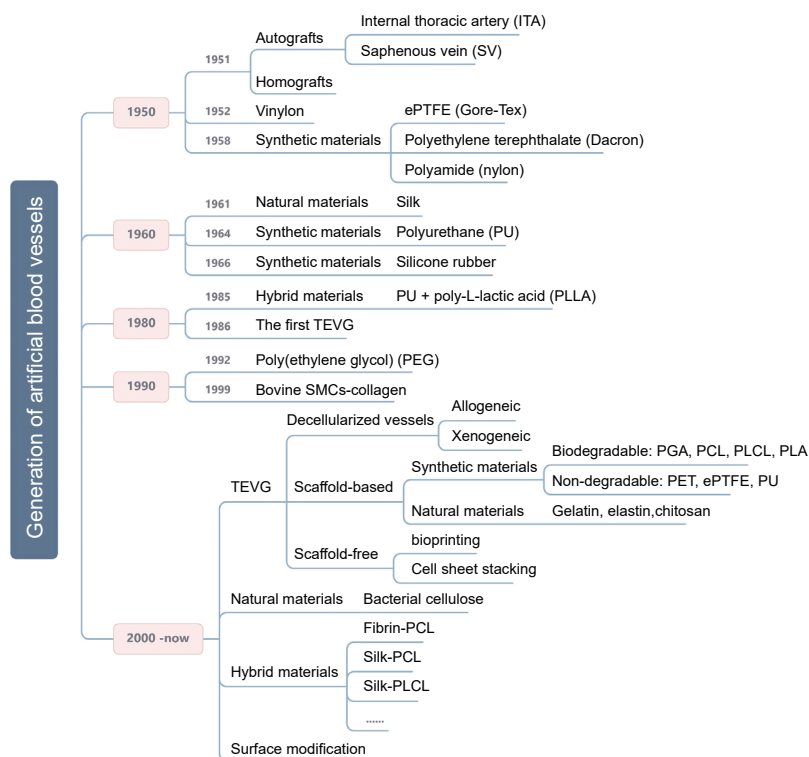 Generation of artificial blood vessels
1950
1951
Autografts
Internal thoracic artery (ITA)
Saphenous vein (SV)
Homografts
1952 Vinylon
1958 Synthetic materials
ePTFE (Gore-Tex)
Polyethylene terephthalate (Dacron)
Polyamide (nylon)
1960
1961 Natural materials Silk
1964 Synthetic materials Polyurethane (PU)
1966 Synthetic materials Silicone rubber
1980
1985 Hybrid materials PU + poly-L-lactic acid (PLLA)
1986 The first TEVG
1990
1992 Poly(ethylene glycol) (PEG)
1999 Bovine SMCs-collagen
2000 -now
TEVG
Decellularized vessels
Allogeneic
Xenogeneic
Scaffold-based
Synthetic materials
Biodegradable: PGA, PCL, PLCL, PLA
Non-degradable: PET, ePTFE, PU
Natural materials Gelatin, elastin,chitosan
Scaffold-free
bioprinting
Cell sheet stacking
Natural materials Bacterial cellulose
Hybrid materials
Fibrin-PCL
Silk-PCL
Silk-PLCL
......
Surface modification